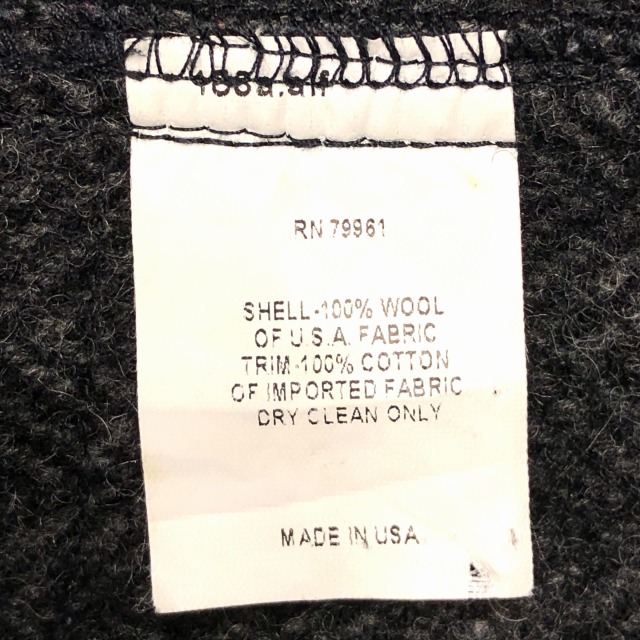 RN 79961
SHELL-100% WOOL
OF U.S.A. FABRIC
TRIM-100% COTTON
OF IMPORTED FABRIC
DRY CLEAN ONLY
MADE IN USA